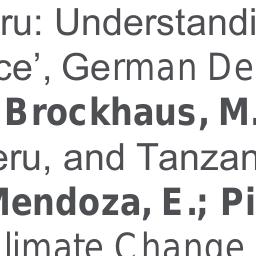 ru: Understandi
ce’, German De
Brockhaus, M.
eru, and Tanzan
Mendoza, E.; Pi
limate Change